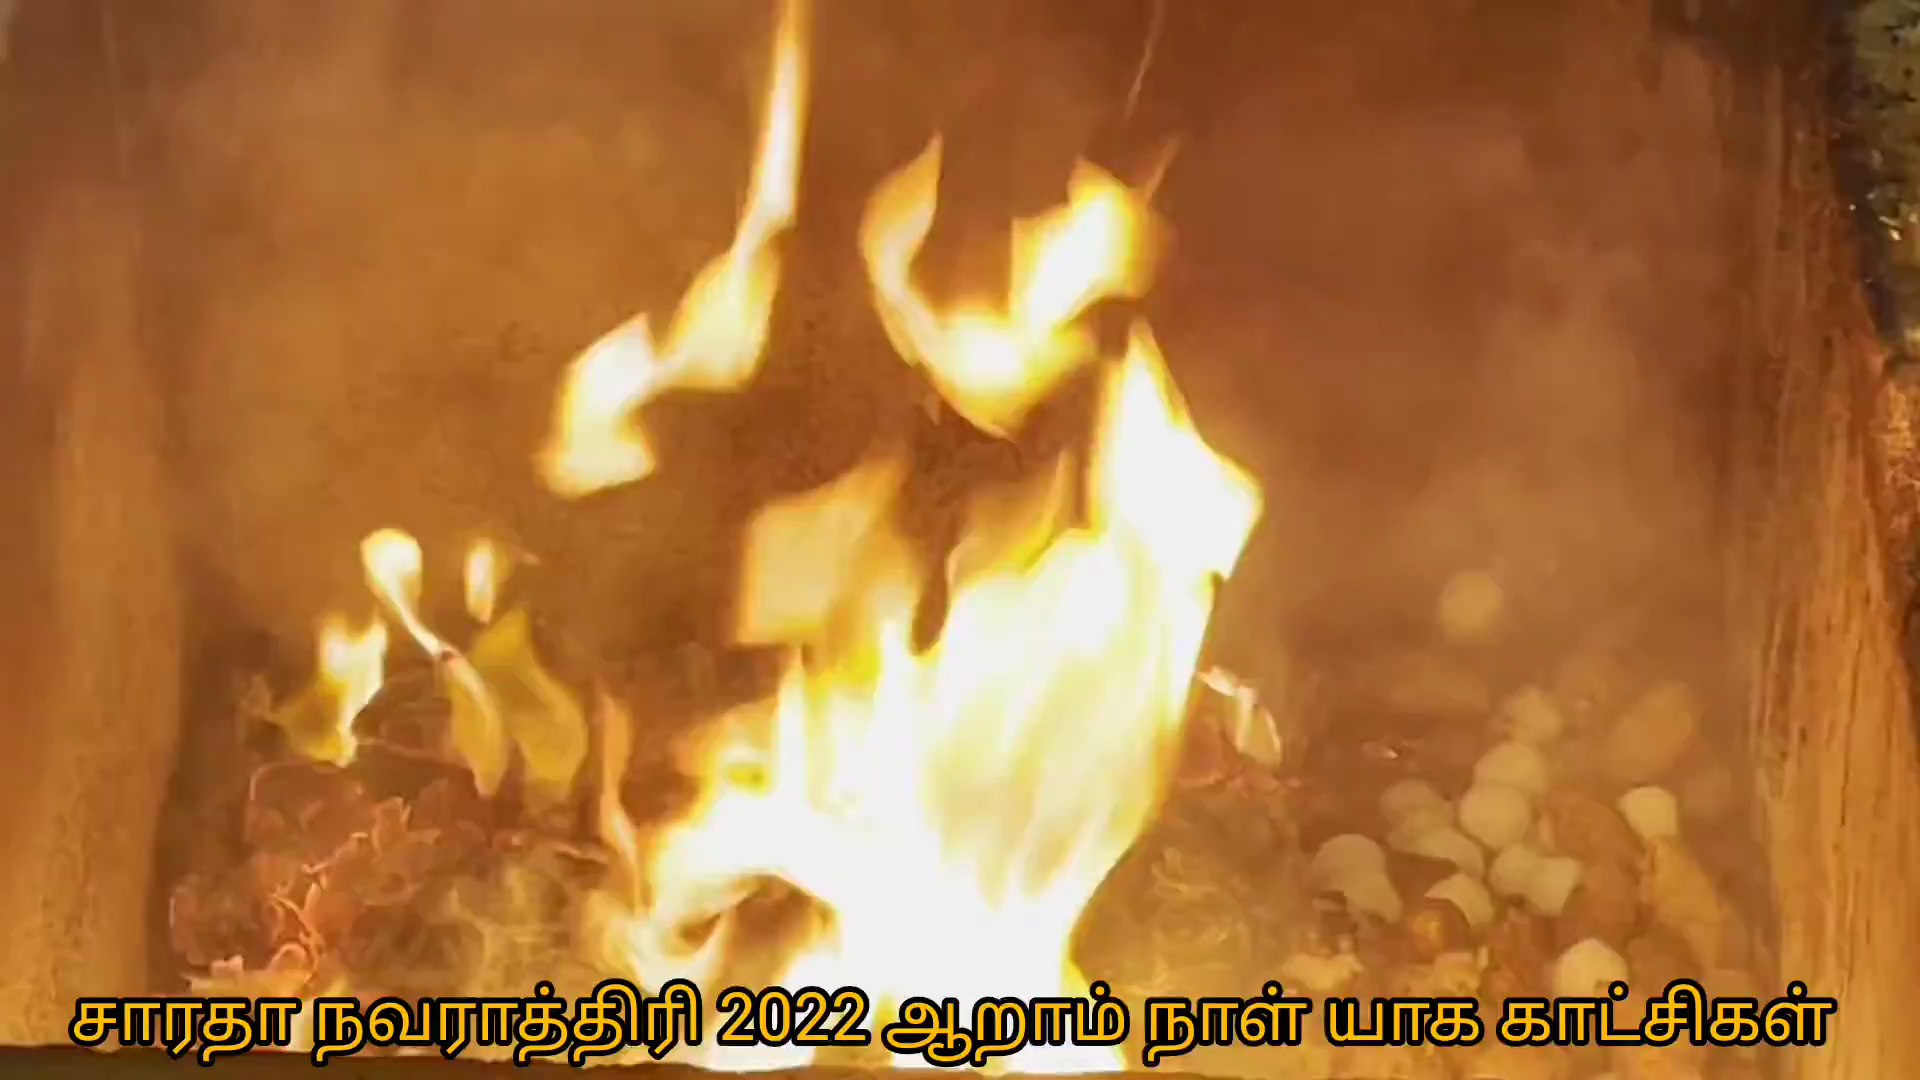 சாரதா நவராத்திரி 2022 ஆறாம் நாள் யாக காட்சிகள்